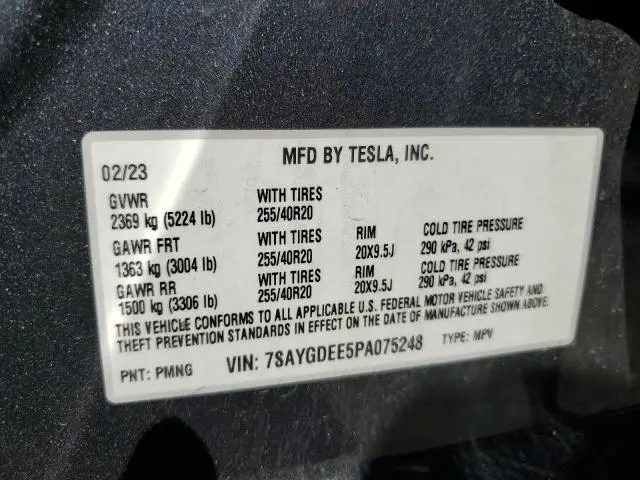 MFD BY TESLA, INC.
02/23
GVWR WITH TIRES
2369 kg (5224 lb) 255/40R20
GAWR FRT WITH TIRES RIM COLD TIRE PRESSURE
1363 kg (3004 lb) 255/40R20 20X9.5J 290 kPa, 42 psi
GAWR RR WITH TIRES RIM COLD TIRE PRESSURE
1500 kg (3306 lb) 255/40R20 20X9.5J 290 kPa, 42 psi
THIS VEHICLE CONFORMS TO ALL APPLICABLE U.S. FEDERAL MOTOR VEHICLE SAFETY AND
THEFT PREVENTION STANDARDS IN EFFECT ON THE DATE OF MANUFACTURE SHOWN ABOVE.
PNT: PMNG VIN: 7SAYGDEE5PA075248 TYPE: MPV